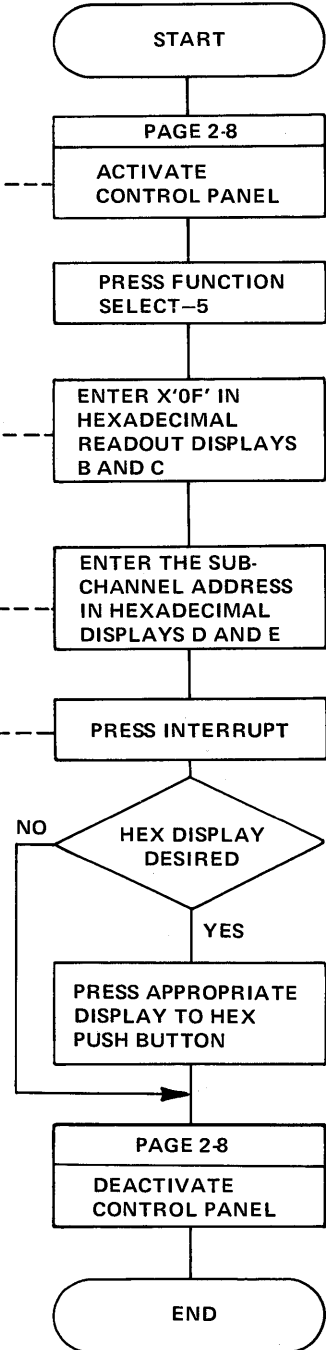 START
PAGE 2-8
ACTIVATE
CONTROL PANEL
PRESS FUNCTION
SELECT–5
ENTER X'0F' IN
HEXADECIMAL
READOUT DISPLAYS
B AND C
ENTER THE SUB-
CHANNEL ADDRESS
IN HEXADECIMAL
DISPLAYS D AND E
PRESS INTERRUPT
HEX DISPLAY
DESIRED
NO
YES
PRESS APPROPRIATE
DISPLAY TO HEX
PUSH BUTTON
PAGE 2-8
DEACTIVATE
CONTROL PANEL
END